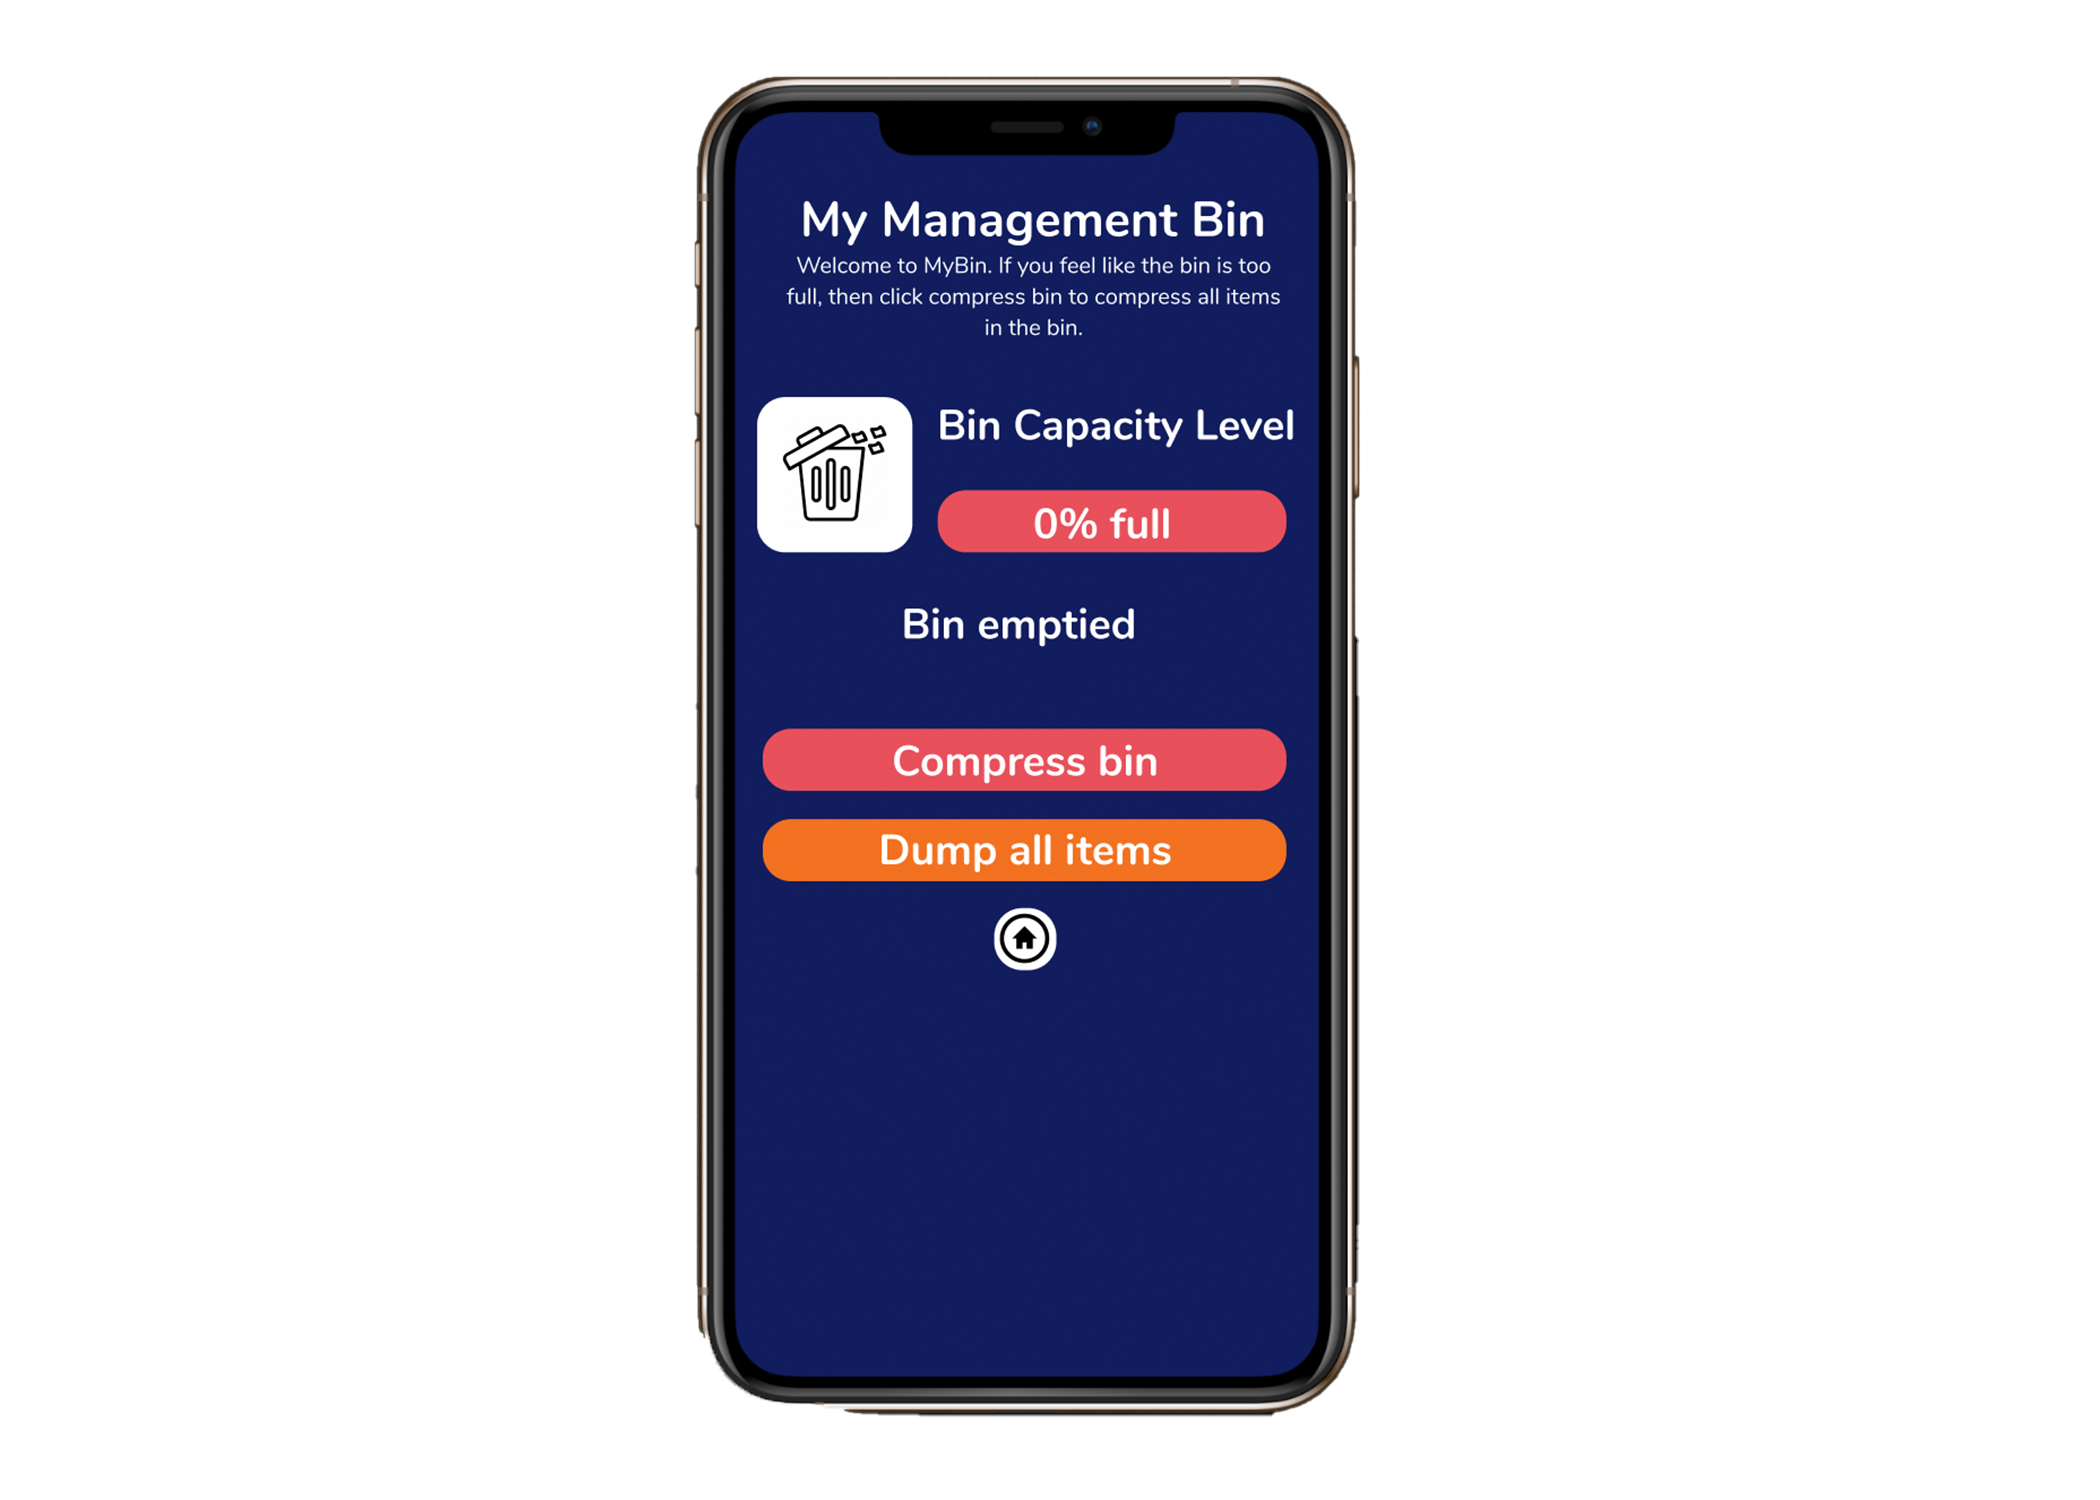 My Management Bin
Welcome to MyBin. If you feel like the bin is too
full, then click compress bin to compress all items
in the bin.
Bin Capacity Level
0% full
Bin emptied
Compress bin
Dump all items